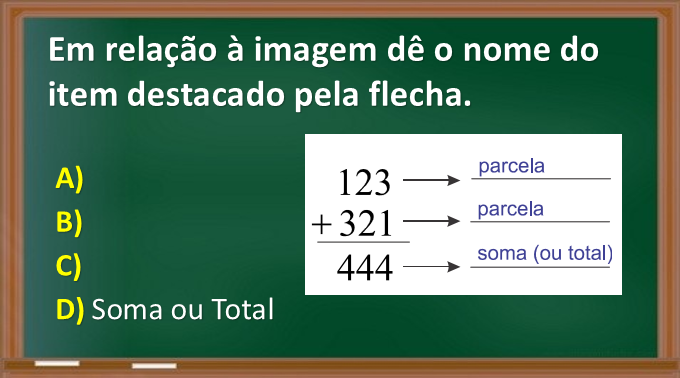 Em relação à imagem dê o nome do
item destacado pela flecha.
A)
B)
C)
D) Soma ou Total
123 parcela
+ 321 parcela
444 soma (ou total)